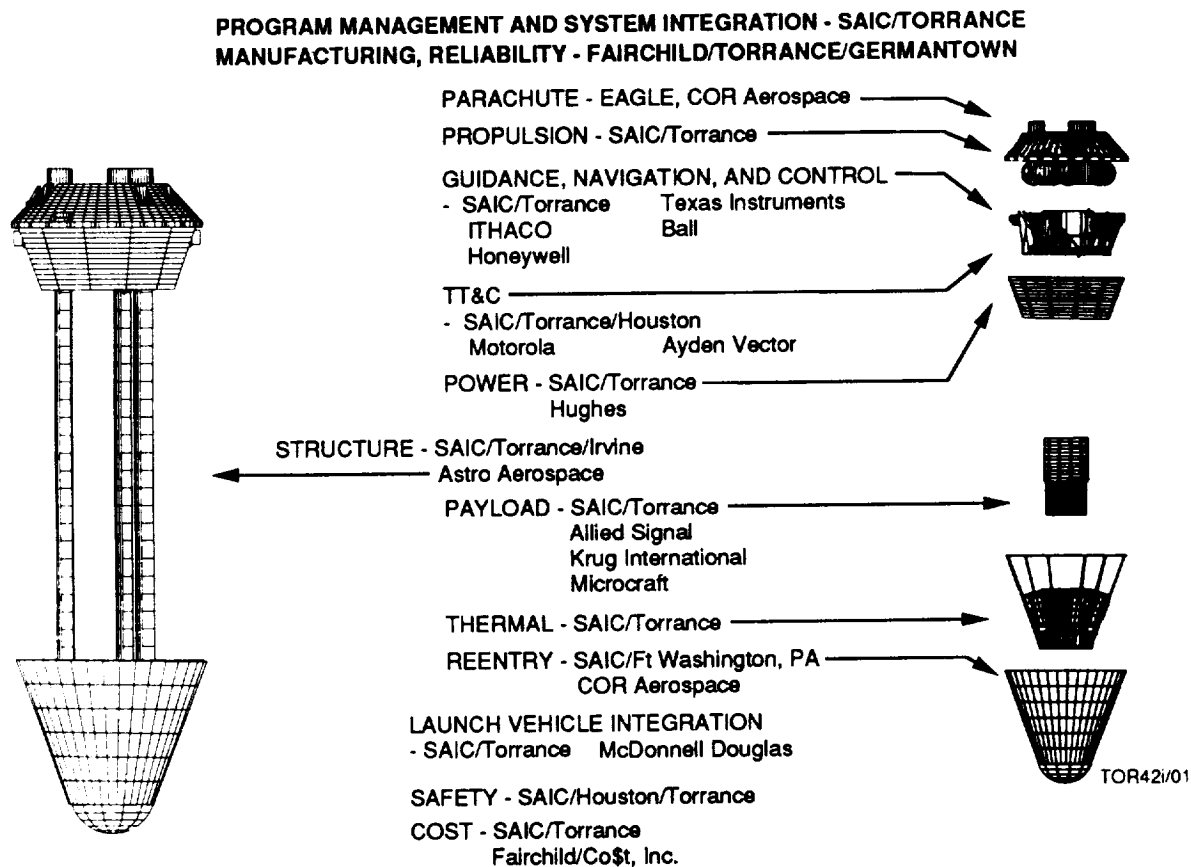 PROGRAM MANAGEMENT AND SYSTEM INTEGRATION - SAIC/TORRANCE
MANUFACTURING, RELIABILITY - FAIRCHILD/TORRANCE/GERMANTOWN
PARACHUTE - EAGLE, COR Aerospace
PROPULSION - SAIC/Torrance
GUIDANCE, NAVIGATION, AND CONTROL
- SAIC/Torrance Texas Instruments
ITHACO Ball
Honeywell
TT&C
- SAIC/Torrance/Houston
Motorola Ayden Vector
POWER - SAIC/Torrance
Hughes
STRUCTURE - SAIC/Torrance/Irvine
Astro Aerospace
PAYLOAD - SAIC/Torrance
Allied Signal
Krug International
Microcraft
THERMAL - SAIC/Torrance
REENTRY - SAIC/Ft Washington, PA
COR Aerospace
LAUNCH VEHICLE INTEGRATION
- SAIC/Torrance McDonnell Douglas
TOR42i/01
SAFETY - SAIC/Houston/Torrance
COST - SAIC/Torrance
Fairchild/Co$t, Inc.